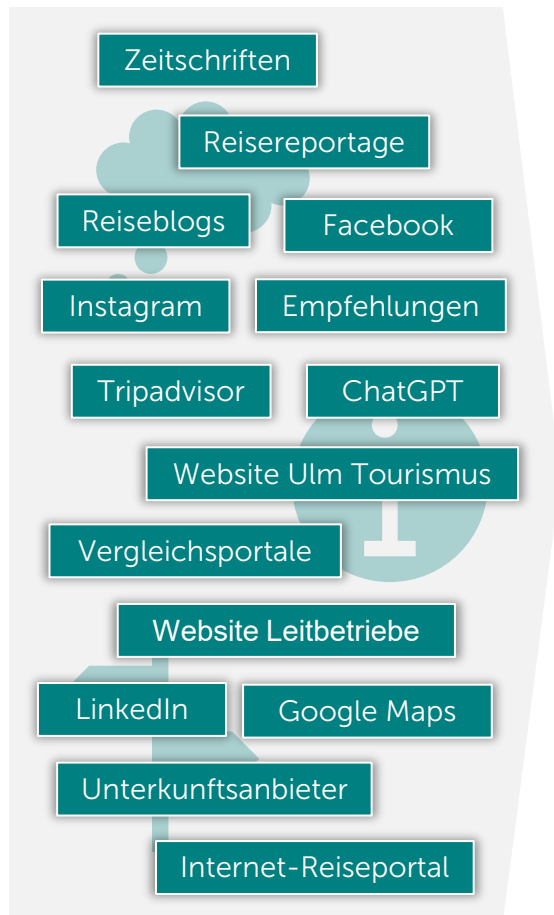 Zeitschriften
Reisereportage
Reiseblogs
Facebook
Instagram
Empfehlungen
Tripadvisor
ChatGPT
Website Ulm Tourismus
Vergleichsportale
Website Leitbetriebe
LinkedIn
Google Maps
Unterkunftsanbieter
Internet-Reiseportal